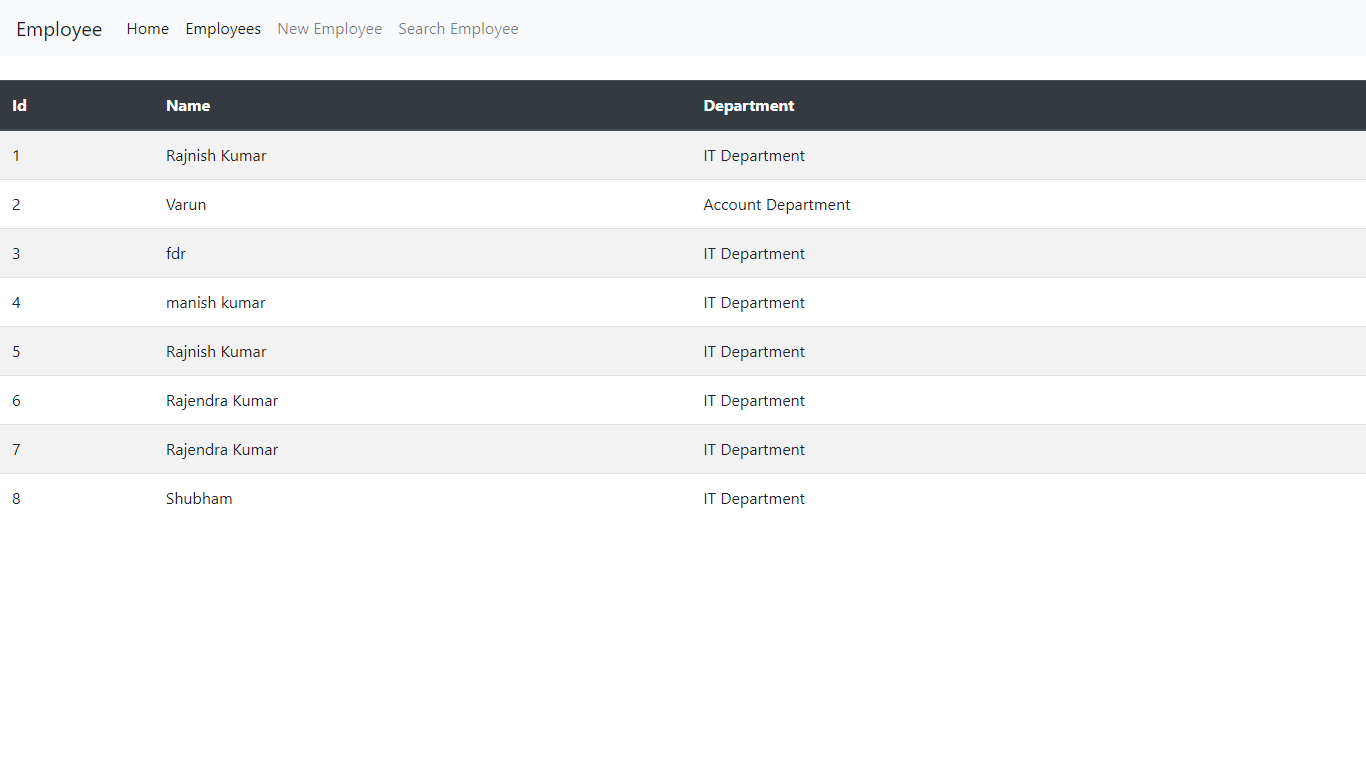 Employee Home Employees New Employee Search Employee
Id Name Department
1 Rajnish Kumar IT Department
2 Varun Account Department
3 fdr IT Department
4 manish kumar IT Department
5 Rajnish Kumar IT Department
6 Rajendra Kumar IT Department
7 Rajendra Kumar IT Department
8 Shubham IT Department